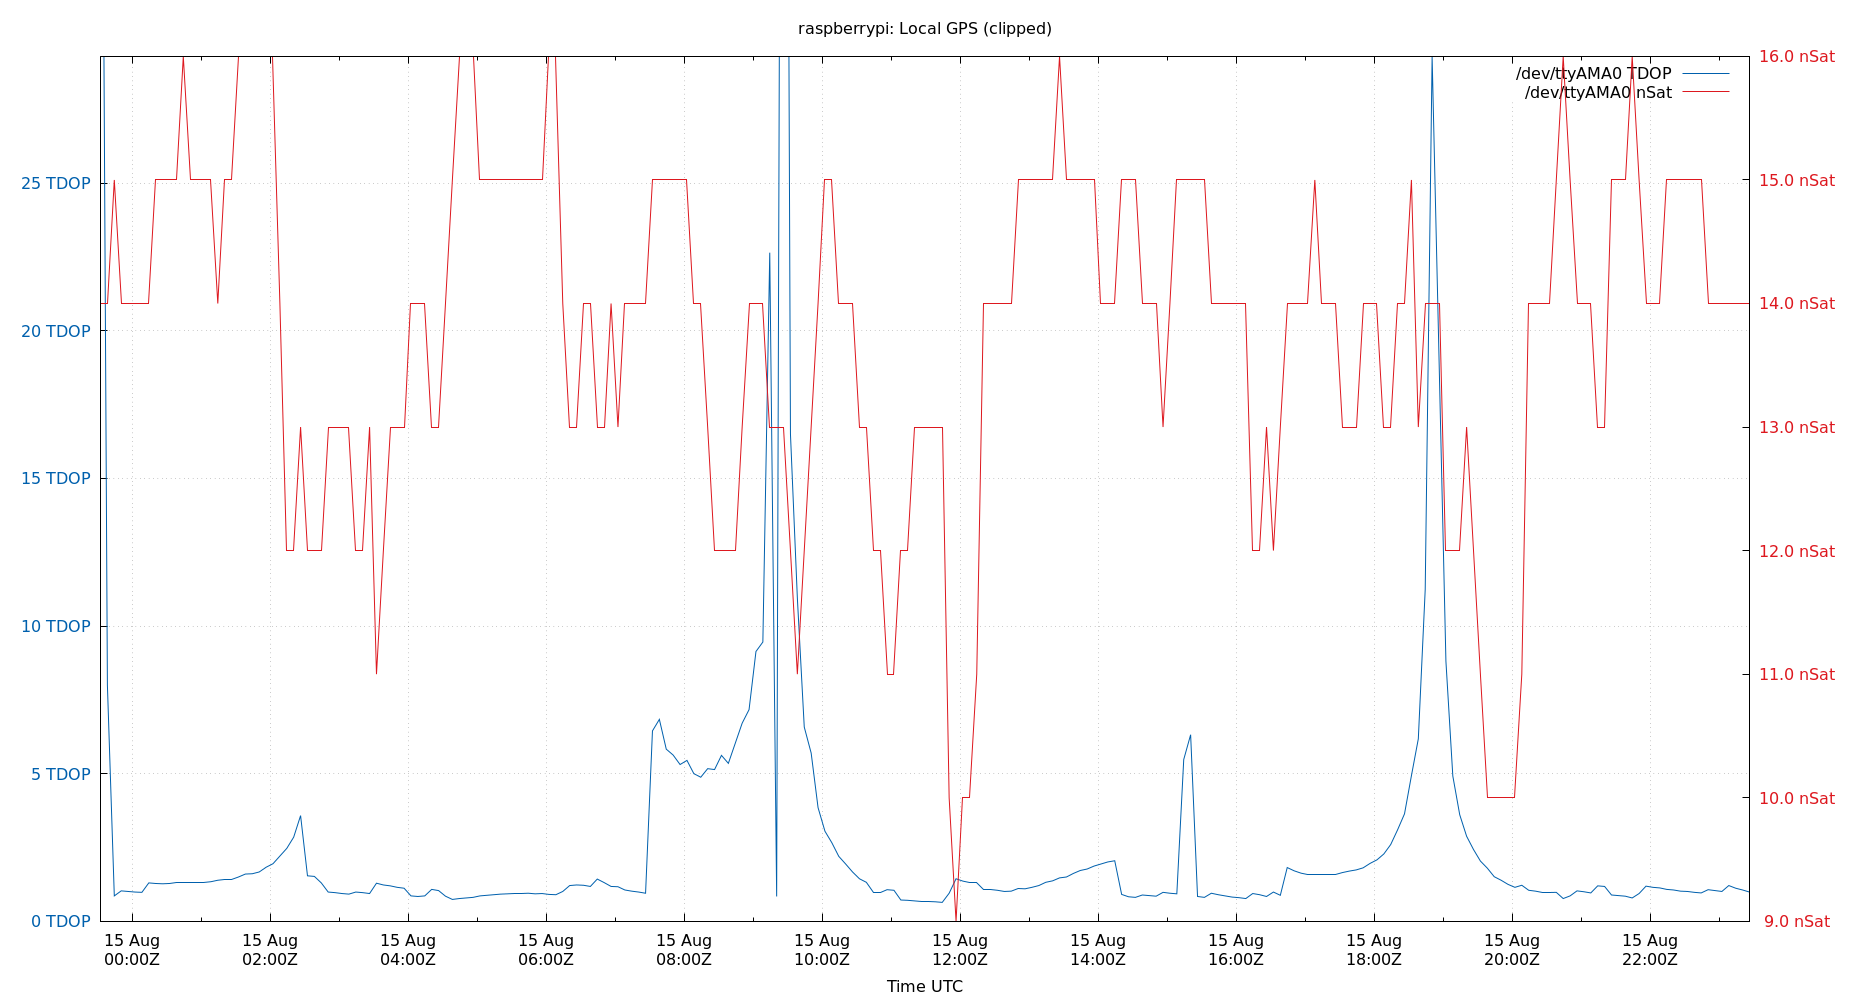 raspberrypi: Local GPS (clipped)
/dev/ttyAMA0 TDOP
/dev/ttyAMA0 nSat
25 TDOP
20 TDOP
15 TDOP
10 TDOP
5 TDOP
0 TDOP
16.0 nSat
15.0 nSat
14.0 nSat
13.0 nSat
12.0 nSat
11.0 nSat
10.0 nSat
9.0 nSat
15 Aug 15 Aug 15 Aug 15 Aug 15 Aug 15 Aug 15 Aug 15 Aug 15 Aug 15 Aug 15 Aug 15 Aug
00:00Z 02:00Z 04:00Z 06:00Z 08:00Z 10:00Z 12:00Z 14:00Z 16:00Z 18:00Z 20:00Z 22:00Z
Time UTC